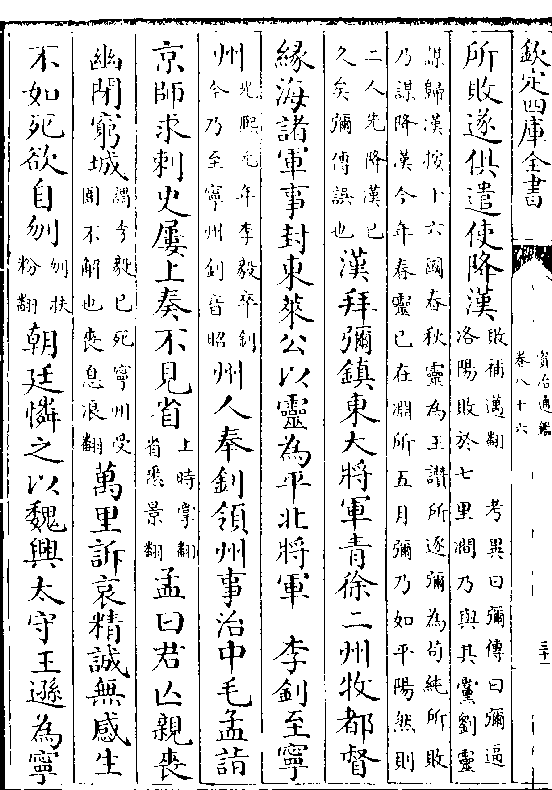 欽定四庫全書
資治通鑑
卷八十六
所敗遂俱遣使降漢敗補邁翻 考異曰彌傳曰彌逼
洛陽敗於七里澗乃與其黨劉靈
謀歸漢按十六國春秋靈為王讃所逐彌為苟純所敗
乃謀降漢今年春靈已在淵所五月彌乃如平陽然則
二人先降漢已
久矣彌傳誤也漢拜彌鎮東大將軍青徐二州牧都督
緣海諸軍事封東萊公以靈為平北將軍 李釗至寧
州光熈元年李毅卒釗
今乃至寧州釗音昭州人奉釗領州事治中毛孟詣
京師求刺史屢上奏不見省上時掌翻
省悉景翻孟曰君亡親喪
幽閉窮城謂李毅已死寧州受
圍不解也喪息浪翻萬里訴哀精誠無感生
不如死欲自刎刎扶
粉翻朝廷憐之以魏興太守王遜為寧